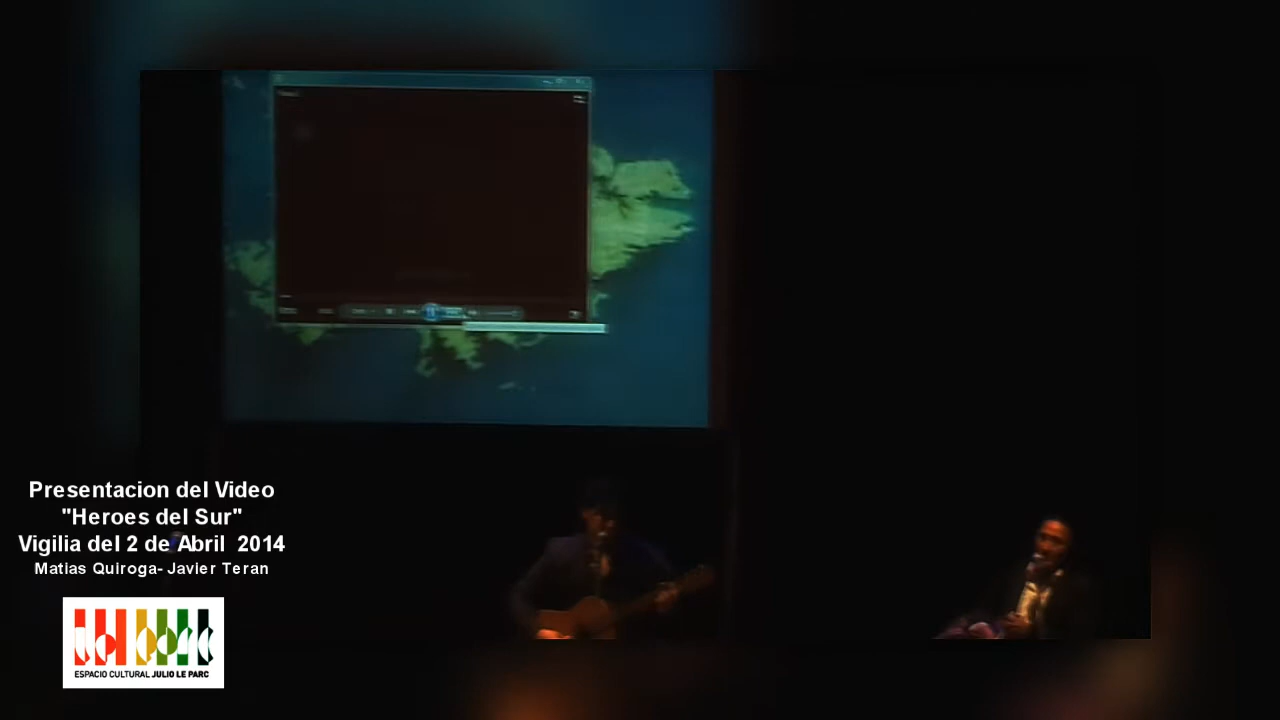 Presentacion del Video
"Heroes del Sur"
Vigilia del 2 de Abril 2014
Matias Quiroga- Javier Teran
ESPACIO CULTURAL JULIO LE PARC